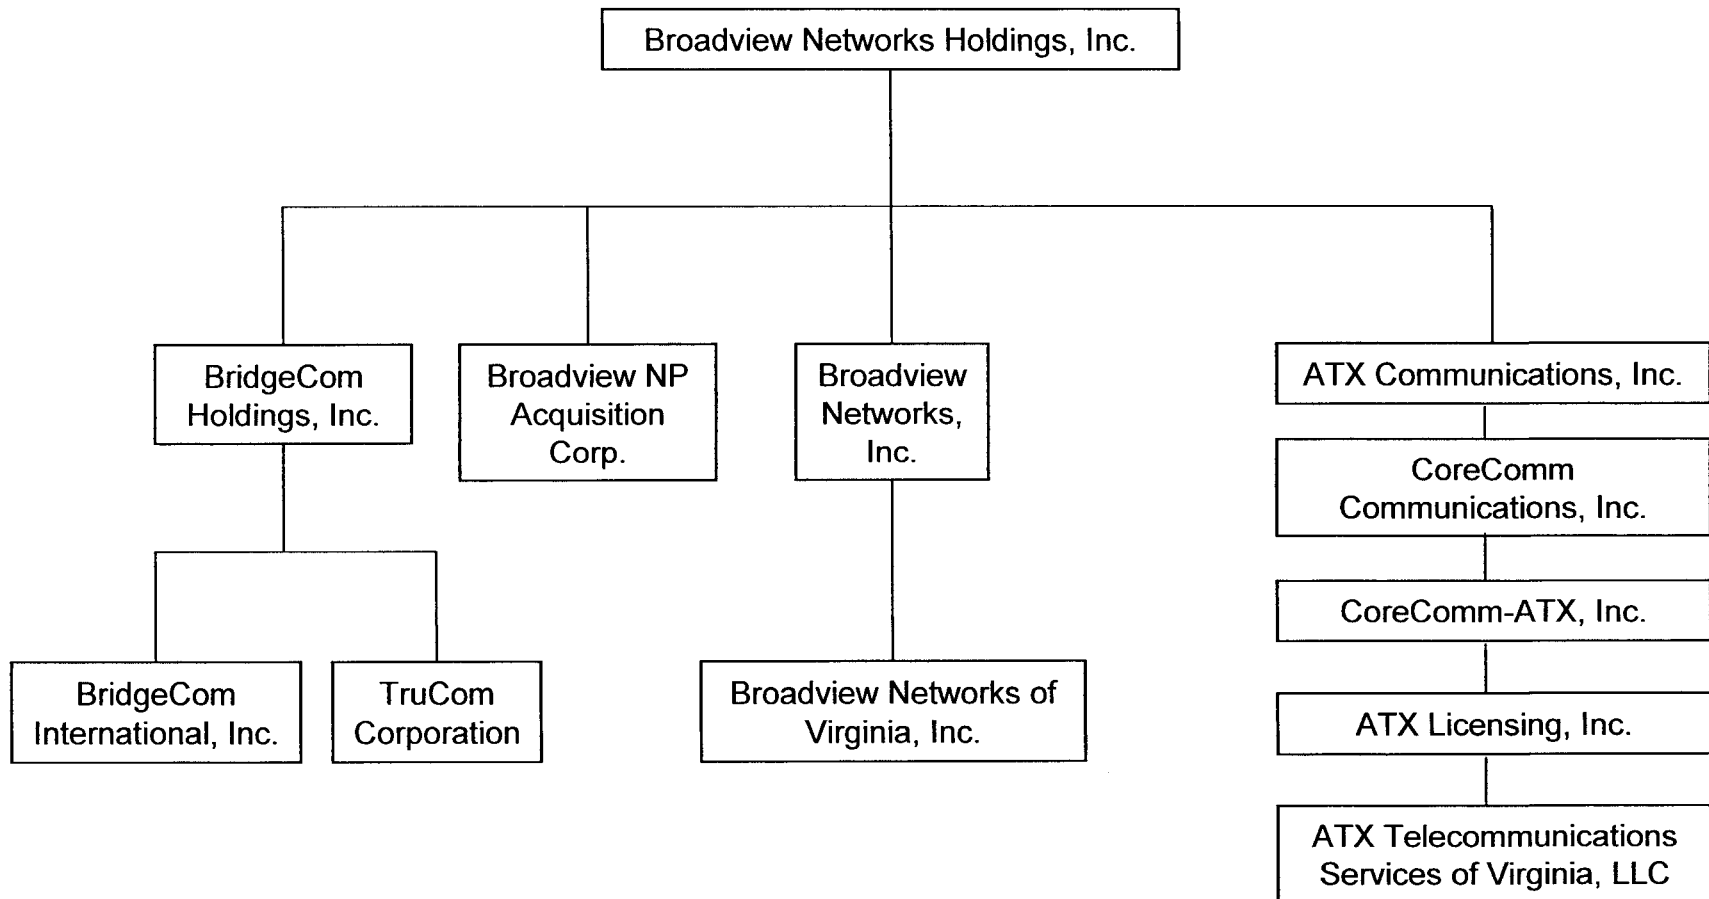 Broadview Networks Holdings, Inc.
BridgeCom
Holdings, Inc.
Broadview NP
Acquisition
Corp.
Broadview
Networks,
Inc.
ATX Communications, Inc.
CoreComm
Communications, Inc.
CoreComm-ATX, Inc.
BridgeCom
International, Inc.
TruCom
Corporation
Broadview Networks of
Virginia, Inc.
ATX Licensing, Inc.
ATX Telecommunications
Services of Virginia, LLC